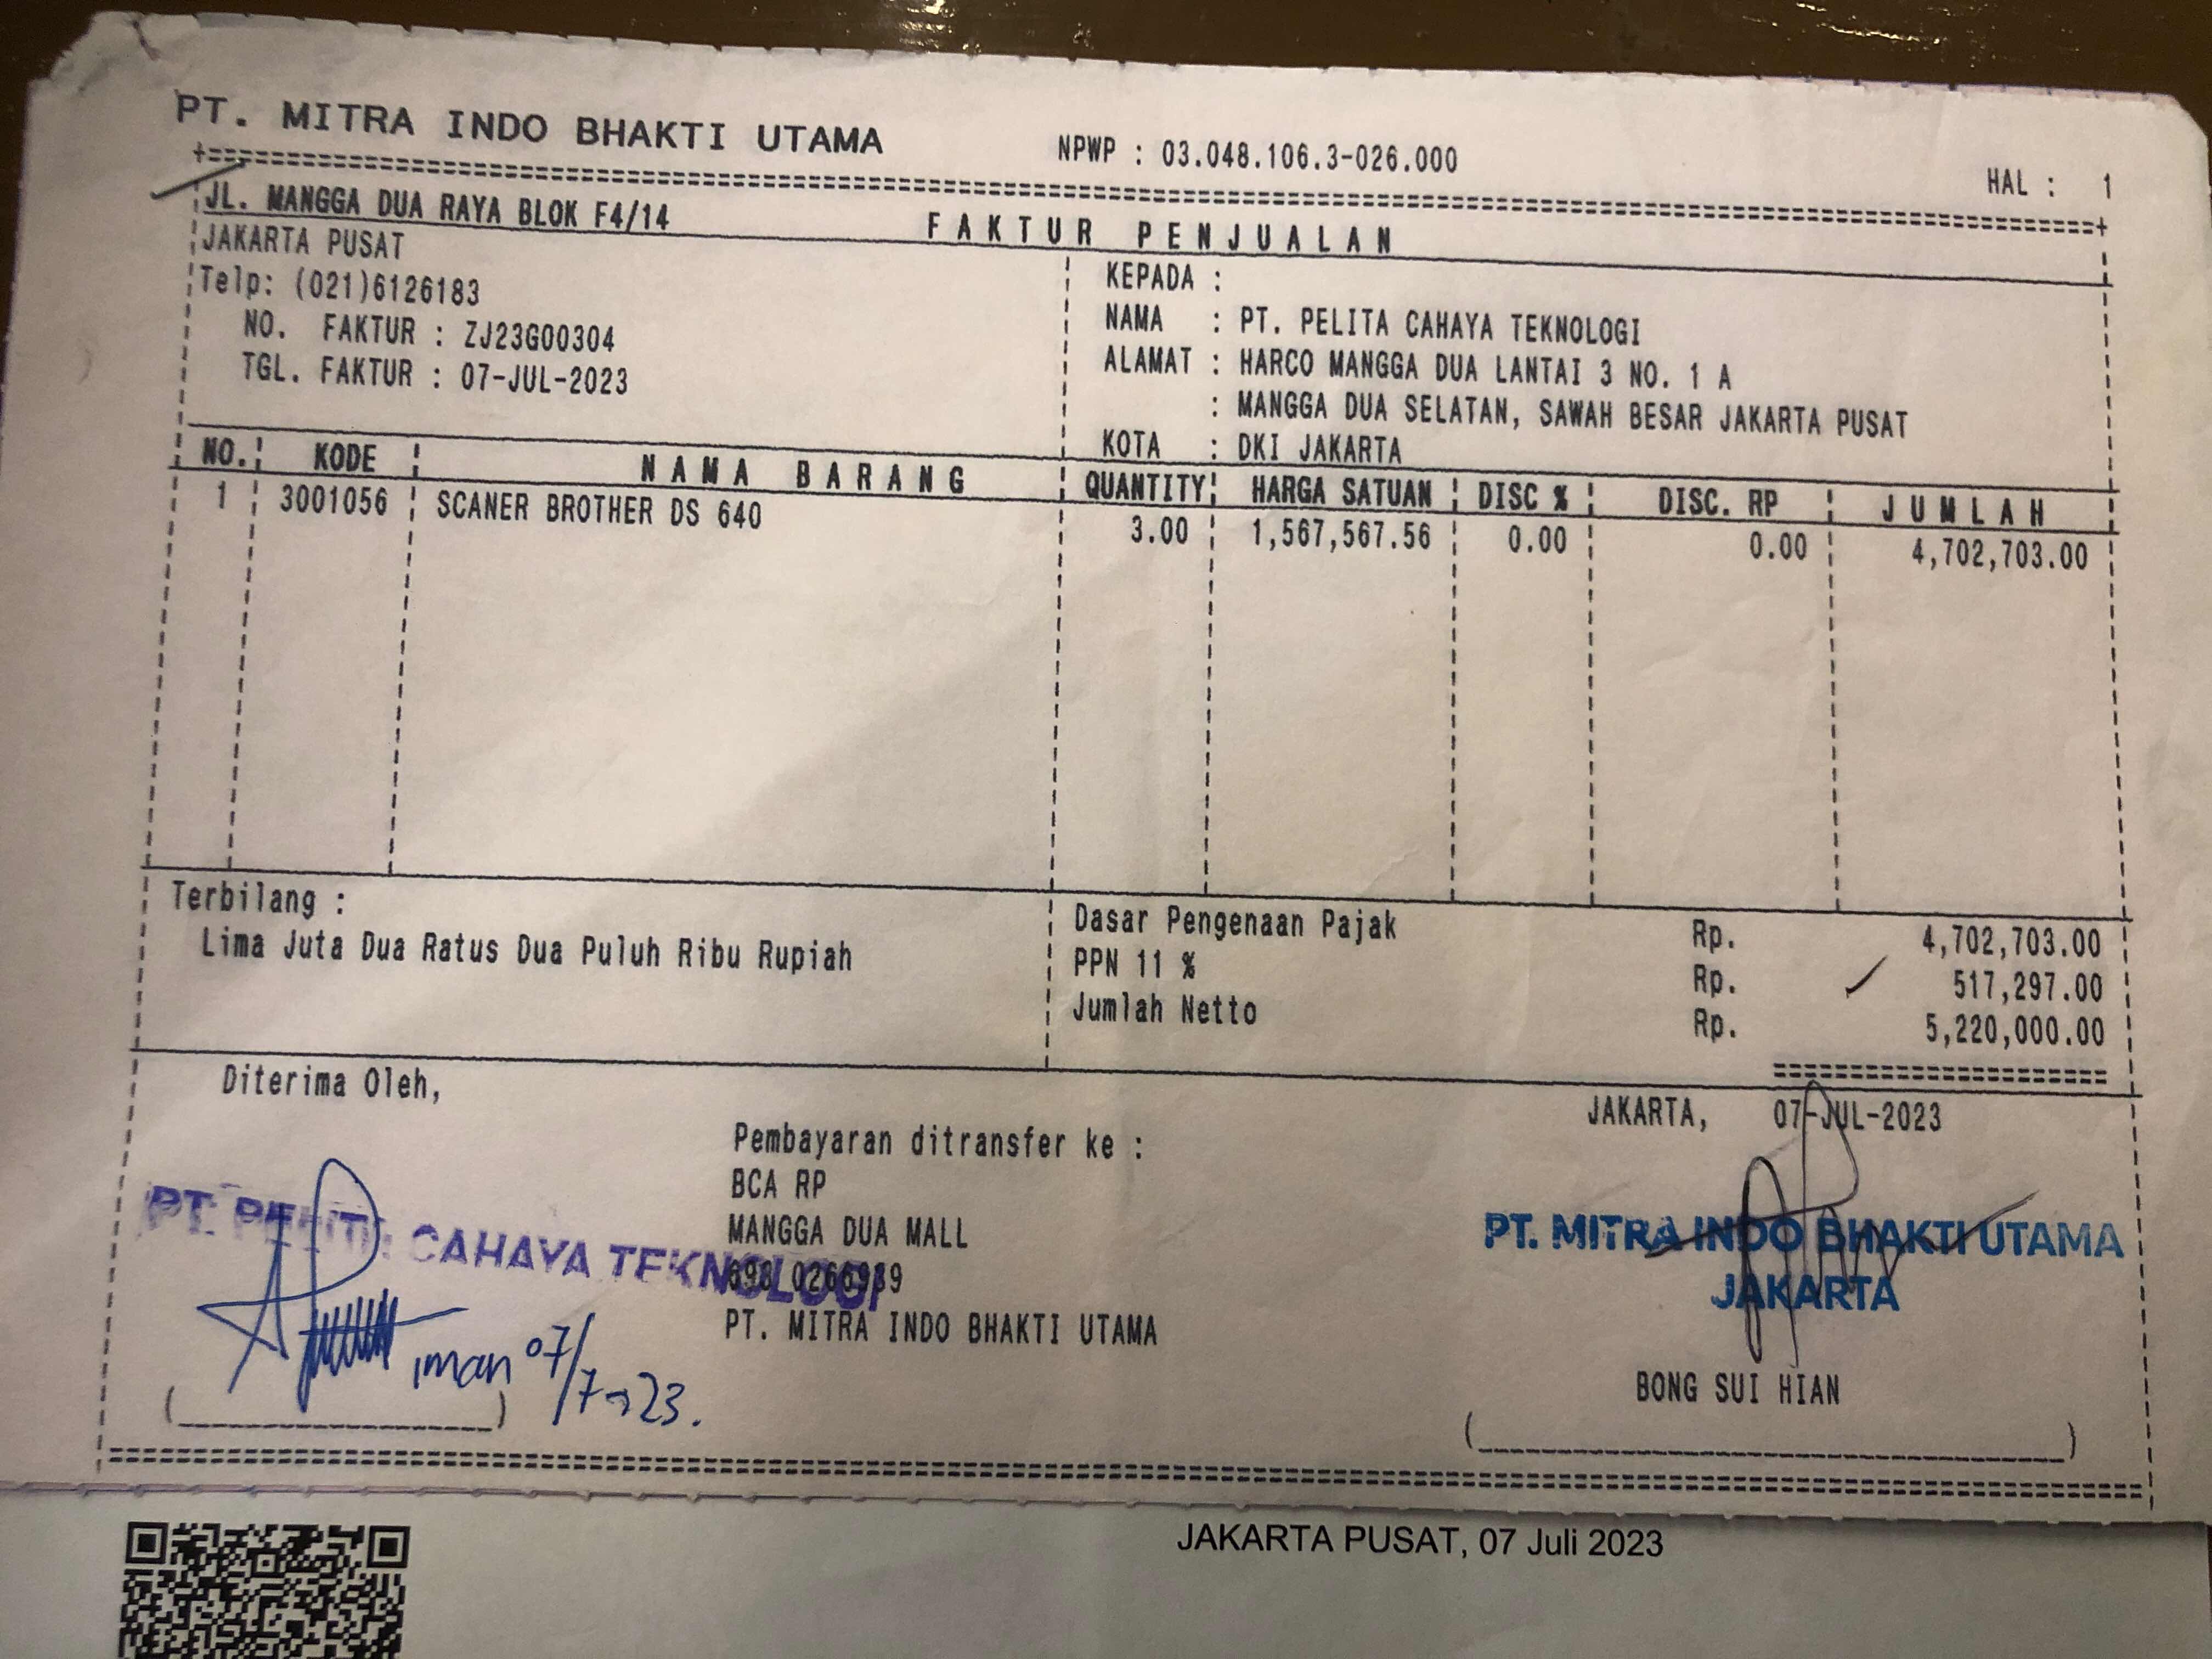 PT. MITRA INDO BHAKTI UTAMA
NPWP : 03.048.106.3-026.000
HAL : 1
JL. MANGGA DUA RAYA BLOK F4/14
FAKTUR PENJUALAN
JAKARTA PUSAT
Telp: (021)6126183
NO. FAKTUR : ZJ23G00304
TGL. FAKTUR : 07-JUL-2023
KEPADA :
NAMA : PT. PELITA CAHAYA TEKNOLOGI
ALAMAT : HARCO MANGGA DUA LANTAI 3 NO. 1 A
: MANGGA DUA SELATAN, SAWAH BESAR JAKARTA PUSAT
KOTA : DKI JAKARTA
NO. KODE NAMA BARANG QUANTITY HARGA SATUAN DISC % DISC. RP JUMLAH
1 3001056 SCANER BROTHER DS 640 3.00 1,567,567.56 0.00 0.00 4,702,703.00
Terbilang :
Lima Juta Dua Ratus Dua Puluh Ribu Rupiah
Dasar Pengenaan Pajak Rp. 4,702,703.00
PPN 11 % Rp. 517,297.00
Jumlah Netto Rp. 5,220,000.00
Diterima Oleh,
JAKARTA, 07-JUL-2023
Pembayaran ditransfer ke :
BCA RP
MANGGA DUA MALL
PT. MITRA INDO BHAKTI UTAMA
PT. PELITA CAHAYA TEKNOLOGI
iman 07/7-23.
PT. MITRA INDO BHAKTI UTAMA
JAKARTA
BONG SUI HIAN
JAKARTA PUSAT, 07 Juli 2023